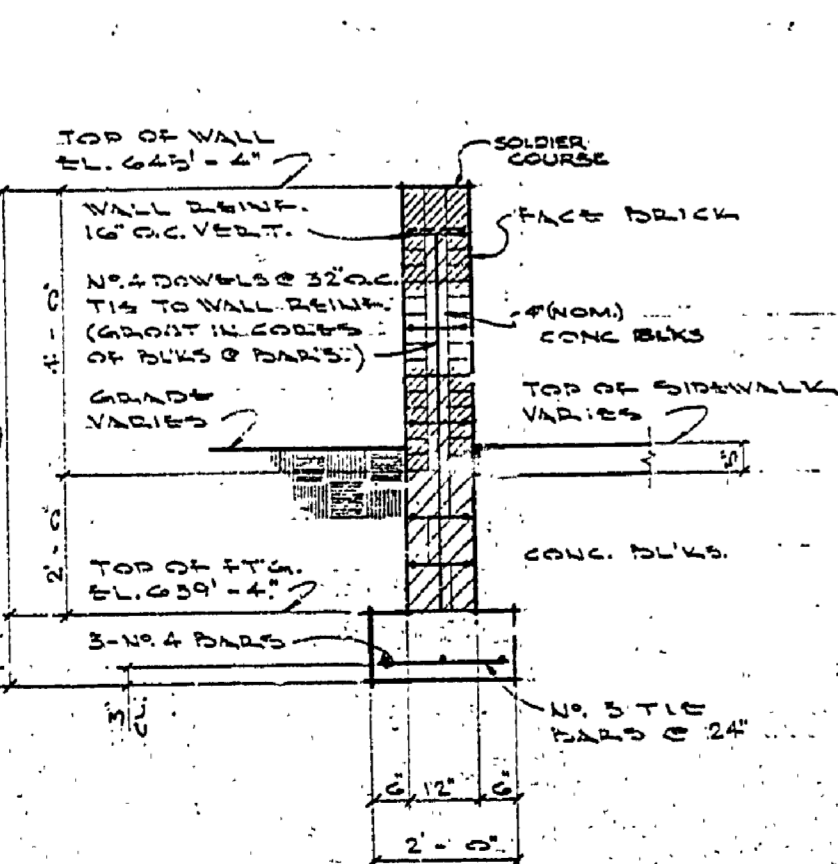 TOP OF WALL
EL. 645' - 4"
SOLDIER
COURSE
WALL REINF.
16" O.C. VERT.
FACE BRICK
Nº. 4 DOWELS @ 32" O.C.
TIE TO WALL REINF.
(GROUT IN CORES
OF BLKS @ BARS.)
4"(NOM.)
CONC BLKS
GRADE
VARIES
TOP OF SIDEWALK
VARIES
CONC. BL'KS.
TOP OF FTG.
EL. 639' - 4"
3-Nº. 4 BARS
Nº. 3 TIE
BARS @ 24"
6" 12" 6"
2' - 0"